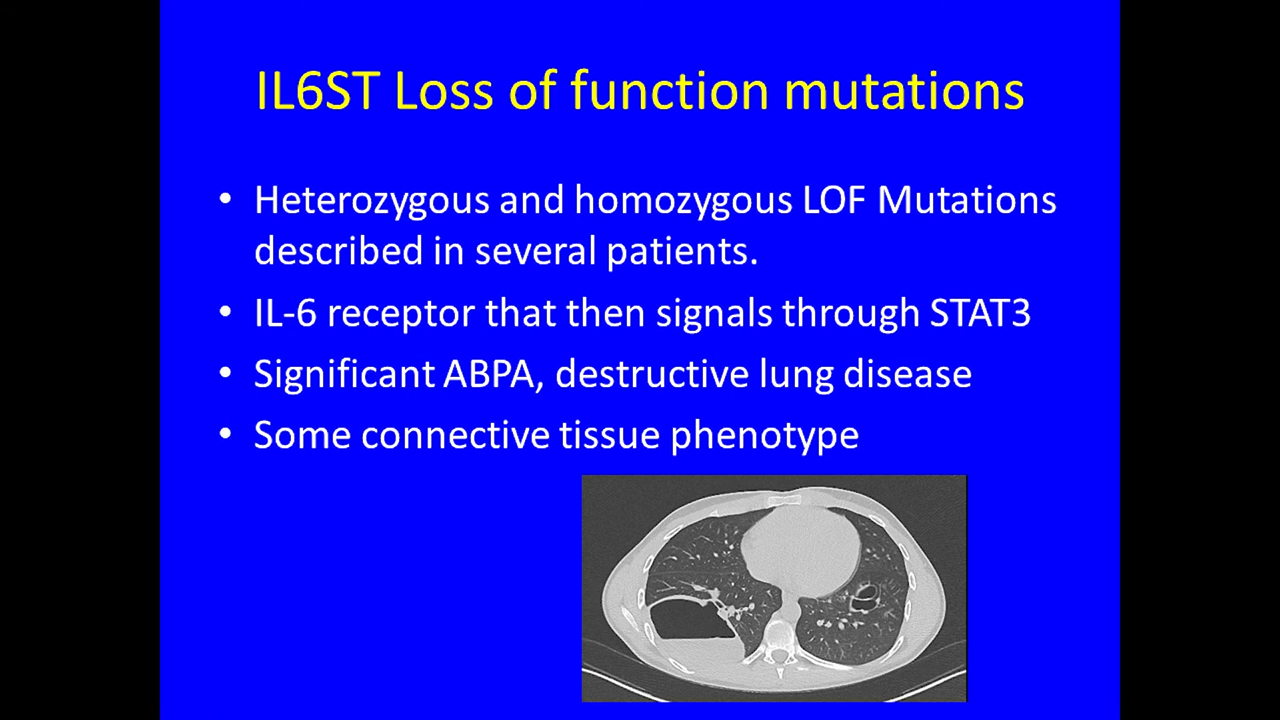 IL6ST Loss of function mutations
• Heterozygous and homozygous LOF Mutations
described in several patients.
• IL-6 receptor that then signals through STAT3
• Significant ABPA, destructive lung disease
• Some connective tissue phenotype